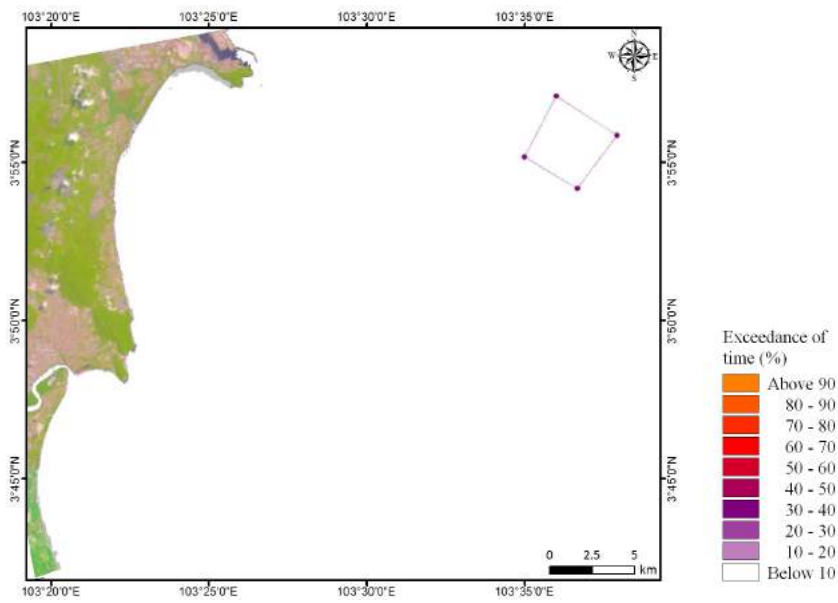 103°20'0"E 103°25'0"E 103°30'0"E 103°35'0"E
N
W E
S
3°55'0"N 3°55'0"N
3°50'0"N 3°50'0"N
3°45'0"N 3°45'0"N
0 2.5 5
km
103°20'0"E 103°25'0"E 103°30'0"E 103°35'0"E
Exceedance of
time (%)
Above 90
80 - 90
70 - 80
60 - 70
50 - 60
40 - 50
30 - 40
20 - 30
10 - 20
Below 10